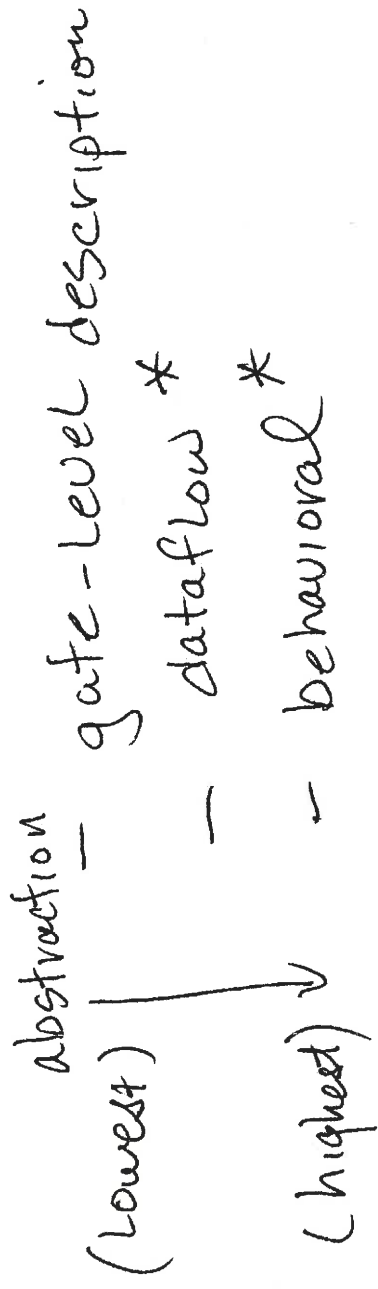 abstraction
(Lowest) - gate-level description
- dataflow *
(highest) - behavioral *